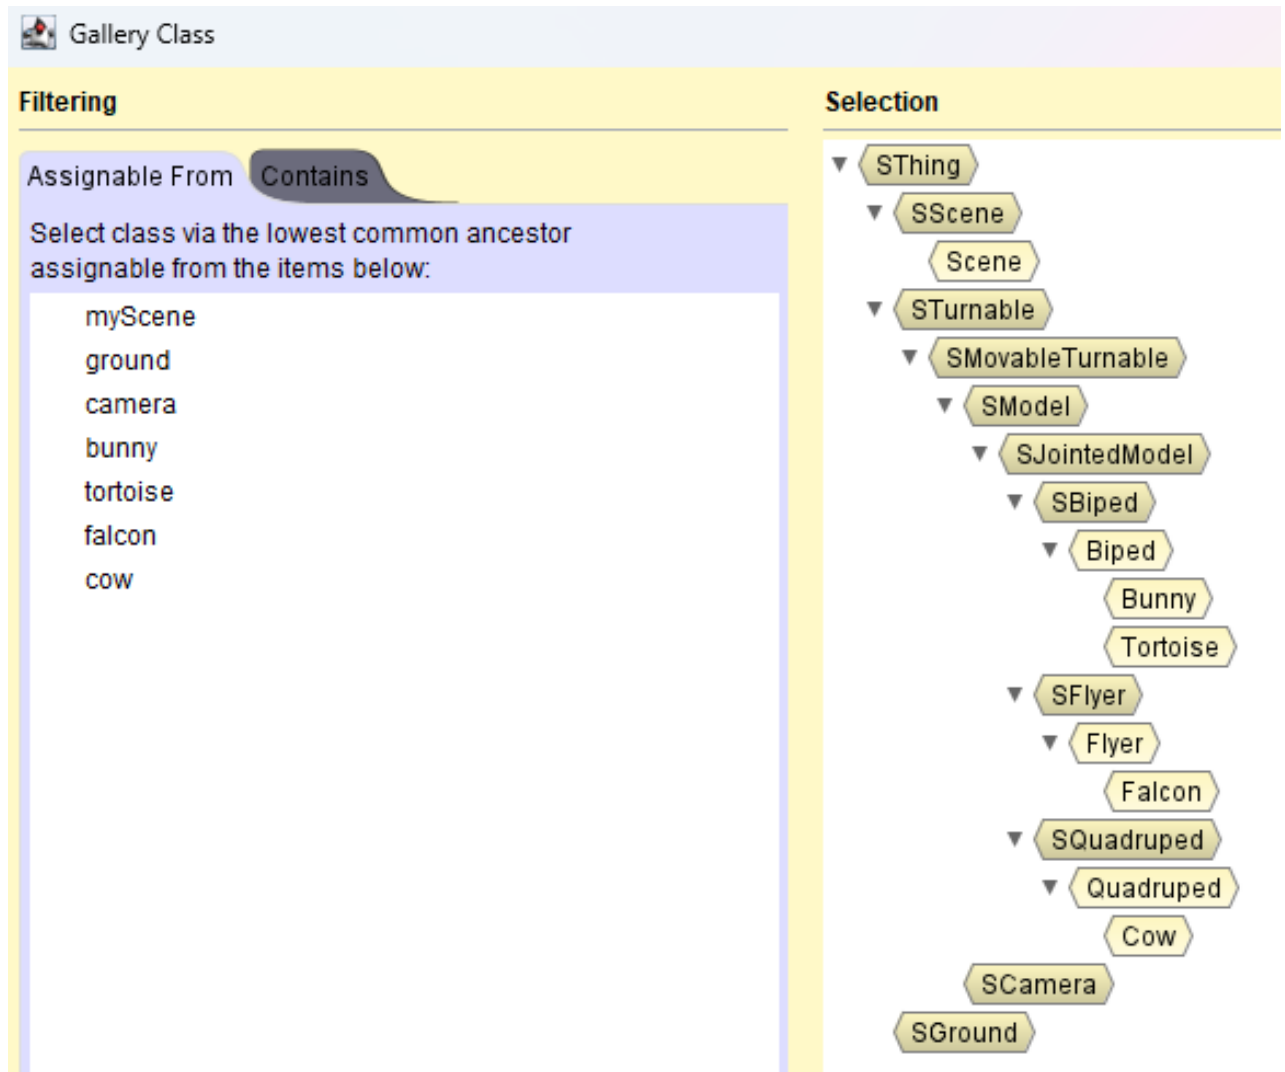 Gallery Class
Filtering
Assignable From
Contains
Select class via the lowest common ancestor
assignable from the items below:
myScene
ground
camera
bunny
tortoise
falcon
cow
Selection
SThing
SScene
Scene
STurnable
SMovableTurnable
SModel
SJointedModel
SBiped
Biped
Bunny
Tortoise
SFlyer
Flyer
Falcon
SQuadruped
Quadruped
Cow
SCamera
SGround